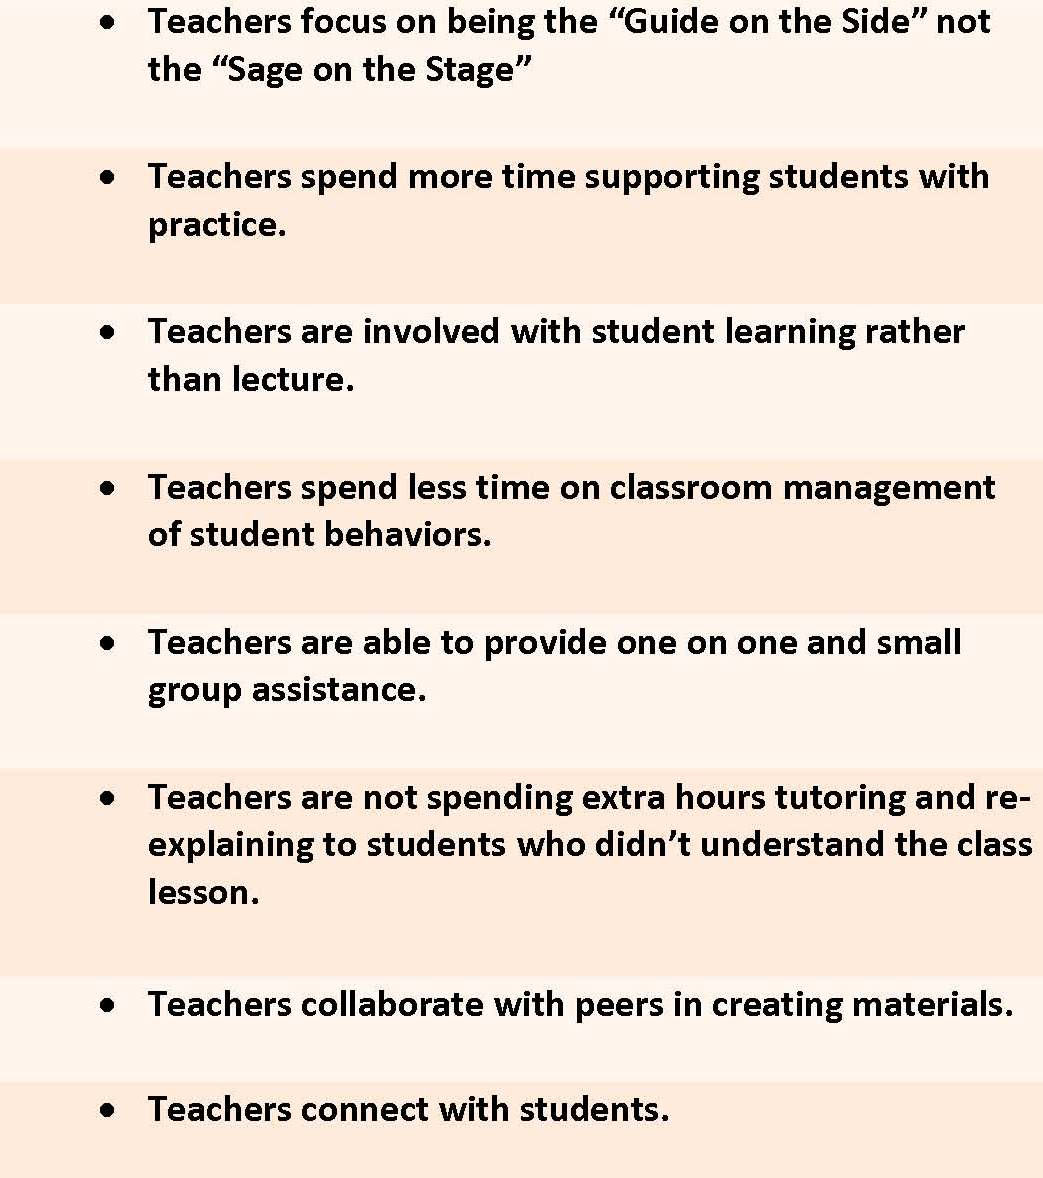 • Teachers focus on being the “Guide on the Side” not
the “Sage on the Stage”
• Teachers spend more time supporting students with
practice.
• Teachers are involved with student learning rather
than lecture.
• Teachers spend less time on classroom management
of student behaviors.
• Teachers are able to provide one on one and small
group assistance.
• Teachers are not spending extra hours tutoring and re-
explaining to students who didn’t understand the class
lesson.
• Teachers collaborate with peers in creating materials.
• Teachers connect with students.